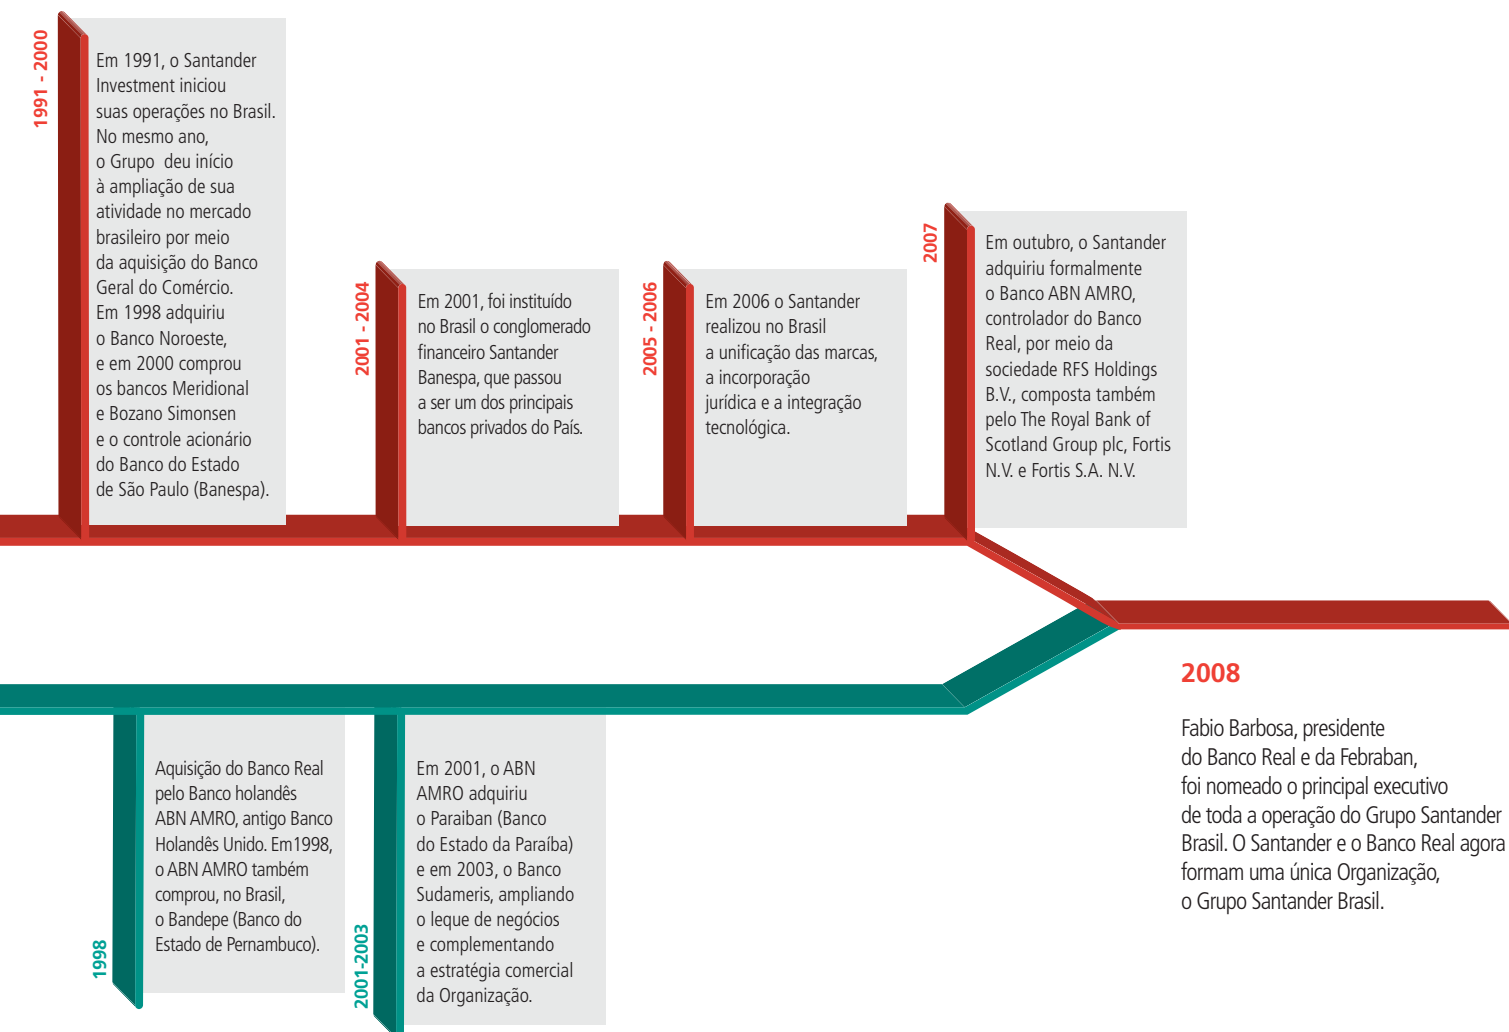 1991 - 2000
Em 1991, o Santander
Investment iniciou
suas operações no Brasil.
No mesmo ano,
o Grupo deu início
à ampliação de sua
atividade no mercado
brasileiro por meio
da aquisição do Banco
Geral do Comércio.
Em 1998 adquiriu
o Banco Noroeste,
e em 2000 comprou
os bancos Meridional
e Bozano Simonsen
e o controle acionário
do Banco do Estado
de São Paulo (Banespa).
2001 - 2004
Em 2001, foi instituído
no Brasil o conglomerado
financeiro Santander
Banespa, que passou
a ser um dos principais
bancos privados do País.
2005 - 2006
Em 2006 o Santander
realizou no Brasil
a unificação das marcas,
a incorporação
jurídica e a integração
tecnológica.
2007
Em outubro, o Santander
adquiriu formalmente
o Banco ABN AMRO,
controlador do Banco
Real, por meio da
sociedade RFS Holdings
B.V., composta também
pelo The Royal Bank of
Scotland Group plc, Fortis
N.V. e Fortis S.A. N.V.
1998
Aquisição do Banco Real
pelo Banco holandês
ABN AMRO, antigo Banco
Holandês Unido. Em1998,
o ABN AMRO também
comprou, no Brasil,
o Bandepe (Banco do
Estado de Pernambuco).
2001-2003
Em 2001, o ABN
AMRO adquiriu
o Paraiban (Banco
do Estado da Paraíba)
e em 2003, o Banco
Sudameris, ampliando
o leque de negócios
e complementando
a estratégia comercial
da Organização.
2008
Fabio Barbosa, presidente
do Banco Real e da Febraban,
foi nomeado o principal executivo
de toda a operação do Grupo Santander
Brasil. O Santander e o Banco Real agora
formam uma única Organização,
o Grupo Santander Brasil.